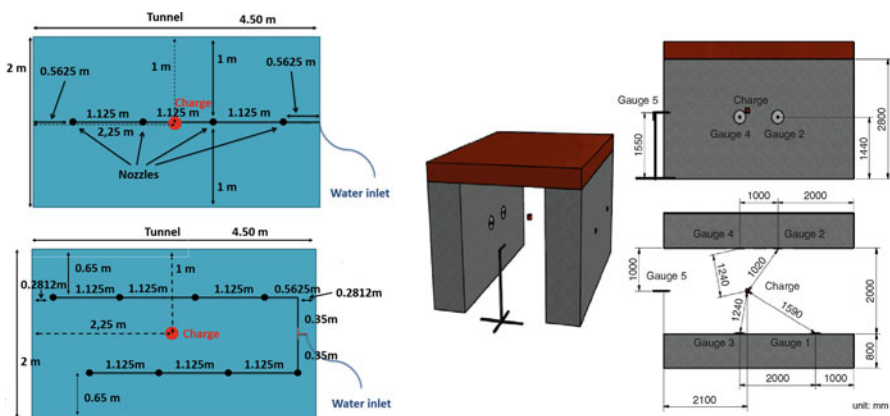 Tunnel 4.50 m
2 m
0.5625 m
1 m
1 m
0.5625 m
1.125 m
1.125 m
1.125 m
Charge
2,25 m
Nozzles
1 m
Water inlet
Tunnel 4.50 m
2 m
0.65 m
1 m
0.2812m
1.125m
1.125m
1.125m
0.5625m
0.2812m
2,25 m
Charge
0.35m
0.35m
1.125m
1.125m
1.125m
0.65 m
Water inlet
Gauge 5
Charge
Gauge 4
Gauge 2
1550
1440
2800
1000
2000
Gauge 4
Gauge 2
1000
Gauge 5
1240
1020
Charge
1240
1590
2000
Gauge 3
Gauge 1
800
2000
1000
2100
unit: mm